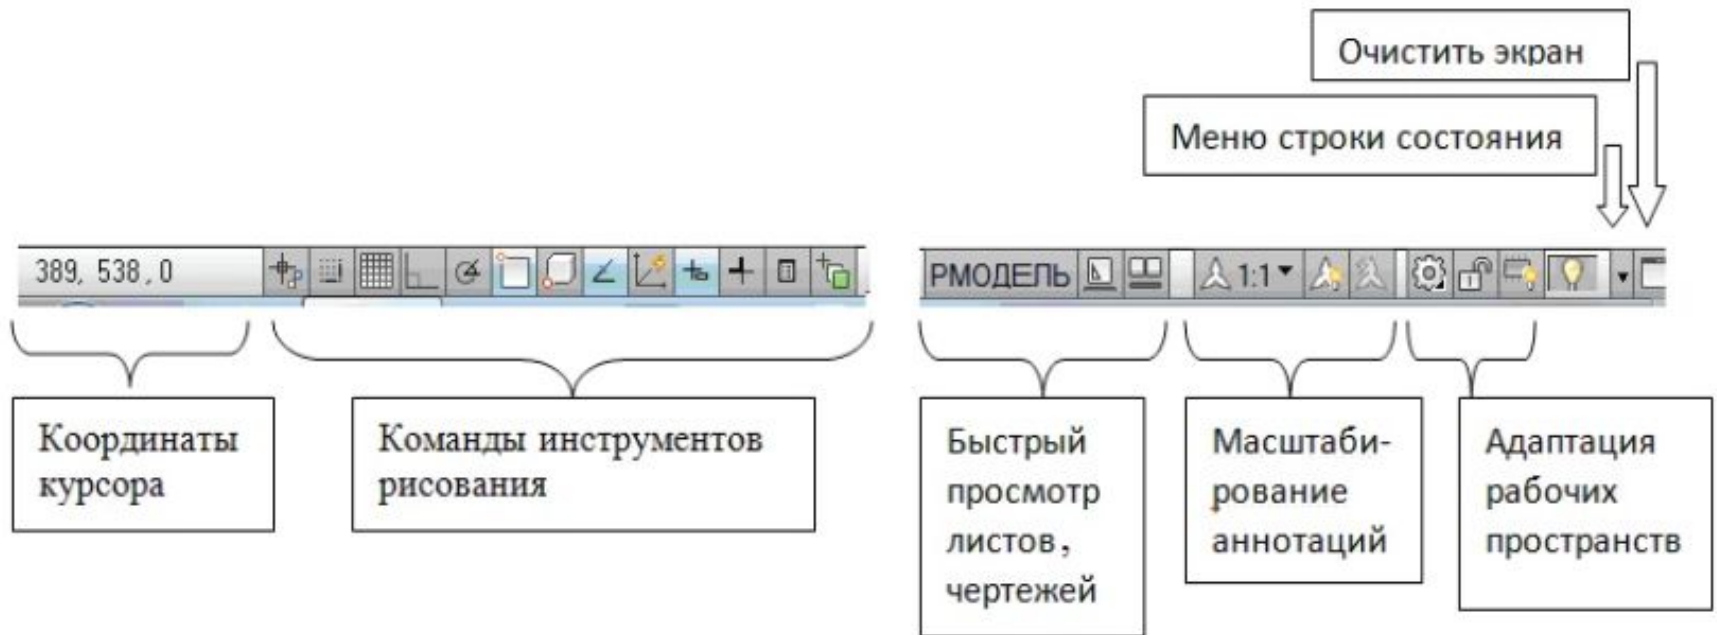 Очистить экран
Меню строки состояния
389, 538, 0
РМОДЕЛЬ
1:1
Координаты
курсора
Команды инструментов
рисования
Быстрый
просмотр
листов,
чертежей
Масштаби-
рование
аннотаций
Адаптация
рабочих
пространств